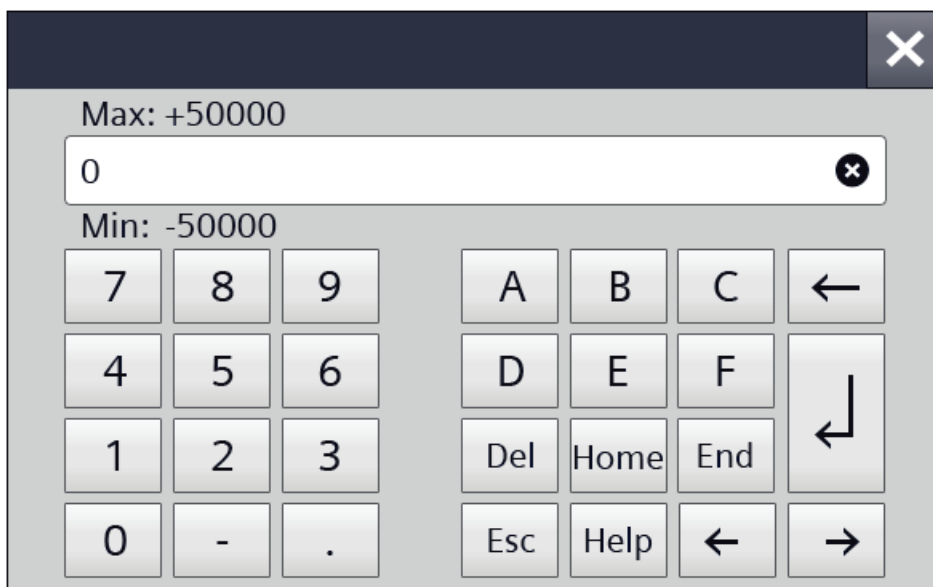 Max: +50000
0
Min: -50000
7 8 9 A B C ←
4 5 6 D E F
1 2 3 Del Home End
0 - . Esc Help ← →